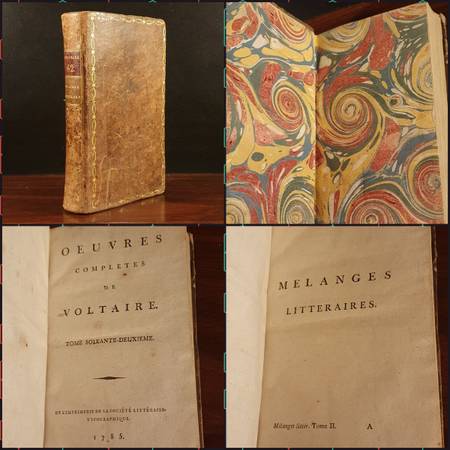 62
OEUVRES
COMPLETES
DE
VOLTAIRE.
TOME SOIXANTE-DEUXIEME.
DE L'IMPRIMERIE DE LA SOCIÉTÉ LITTÉRAIRE-
TYPOGRAPHIQUE.
1785.
MELANGES
LITTERAIRES.
Mélanges littér. Tome II. A